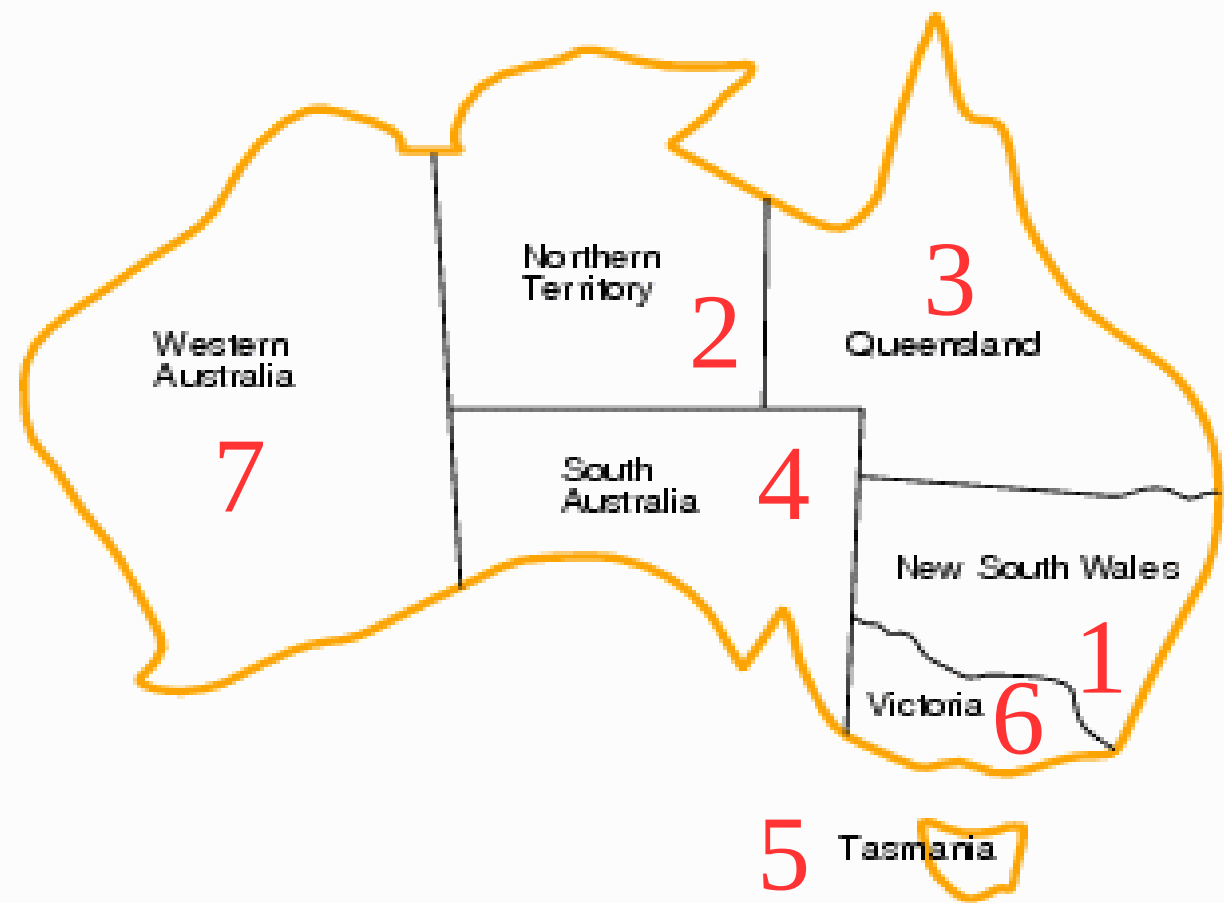 Northern
Territory
2
3
Queensland
Western
Australia
7
South
Australia
4
New South Wales
1
Victoria
6
5
Tasmania